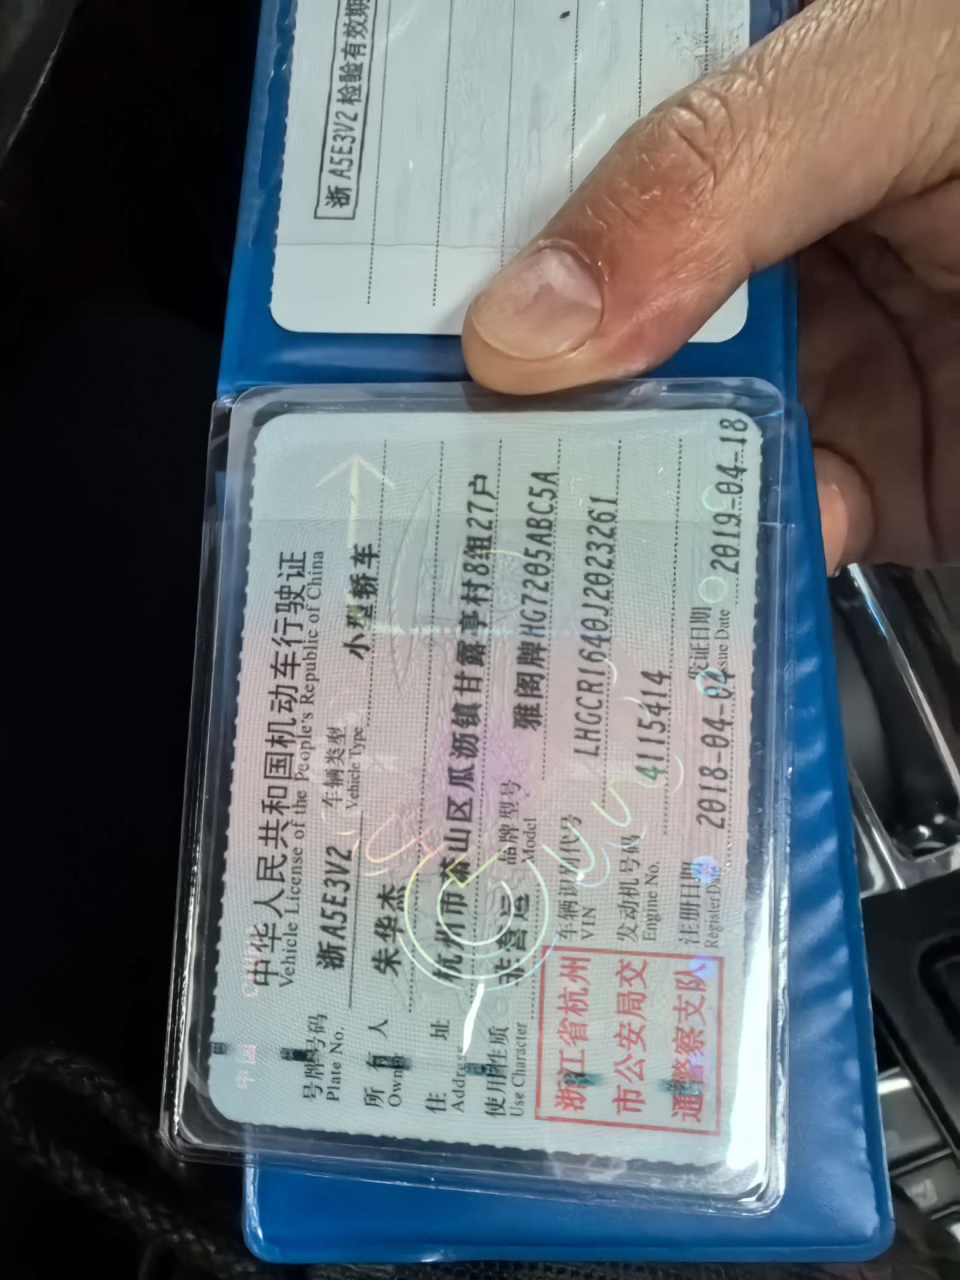 浙A5E3V2 检验有效期
中华人民共和国机动车行驶证
Vehicle License of the People's Republic of China
号牌号码 浙A5E3V2 车辆类型 小型轿车
Plate No. Vehicle Type
所有人 朱华杰
Owner
住址 杭州市萧山区瓜沥镇甘露亭村8组27户
Address
使用性质 非营运 品牌型号 雅阁牌HG7205ABC5A
Use Character Model
浙江省杭州
市公安局交
通警察支队
车辆识别代号 LHGCR1640J2023261
VIN
发动机号码 4115414
Engine No.
注册日期 2018-04-04 发证日期 2019-04-18
Register Date Issue Date